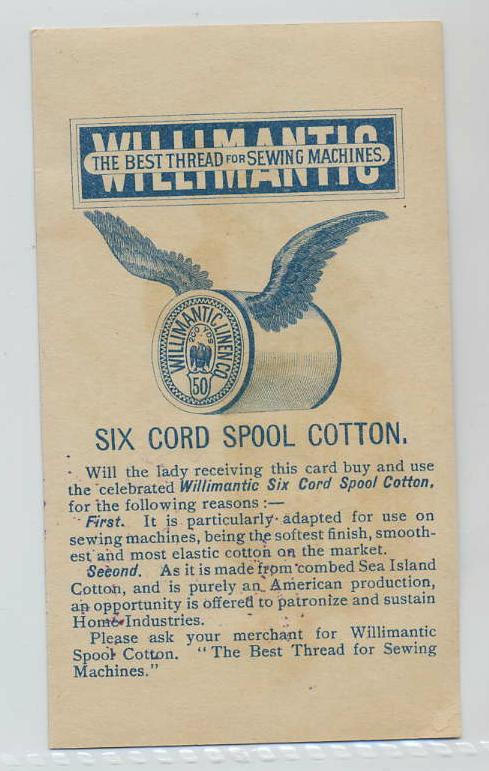 WILLIMANTIC
THE BEST THREAD FOR SEWING MACHINES.
WILLIMANTIC LINEN CO.
200 YDS
50
SIX CORD SPOOL COTTON.
Will the lady receiving this card buy and use
the celebrated Willimantic Six Cord Spool Cotton,
for the following reasons :—
First. It is particularly adapted for use on
sewing machines, being the softest finish, smooth-
est and most elastic cotton on the market.
Second. As it is made from combed Sea Island
Cotton, and is purely an American production,
an opportunity is offered to patronize and sustain
Home Industries.
Please ask your merchant for Willimantic
Spool Cotton. "The Best Thread for Sewing
Machines."